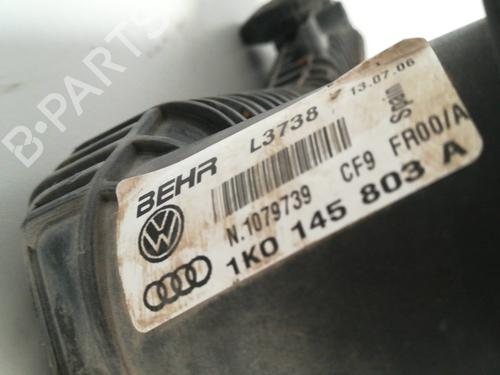 B-PARTS
BEHR L3738 13.07.06
Spain
N.1079739 CF9 FR00/A
1K0 145 803 A